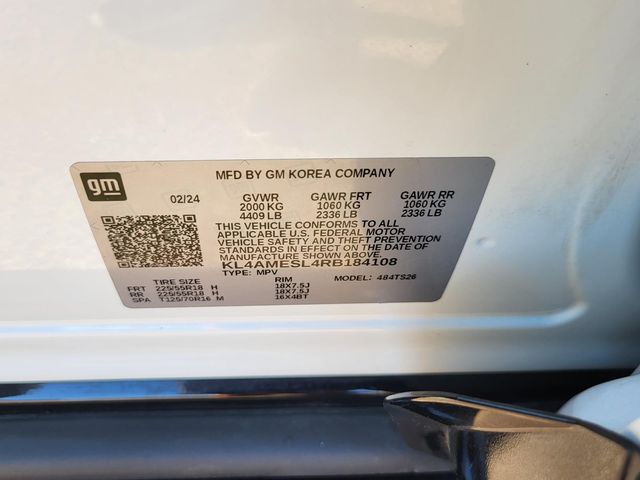 gm
MFD BY GM KOREA COMPANY
02/24 GVWR GAWR FRT GAWR RR
2000 KG 1060 KG 1060 KG
4409 LB 2336 LB 2336 LB
THIS VEHICLE CONFORMS TO ALL
APPLICABLE U.S. FEDERAL MOTOR
VEHICLE SAFETY AND THEFT PREVENTION
STANDARDS IN EFFECT ON THE DATE OF
MANUFACTURE SHOWN ABOVE.
KL4AMESL4RB184108
TYPE: MPV MODEL: 484TS26
TIRE SIZE RIM
FRT 225/55R18 H 18X7.5J
RR 225/55R18 H 18X7.5J
SPA T125/70R16 M 16X4BT